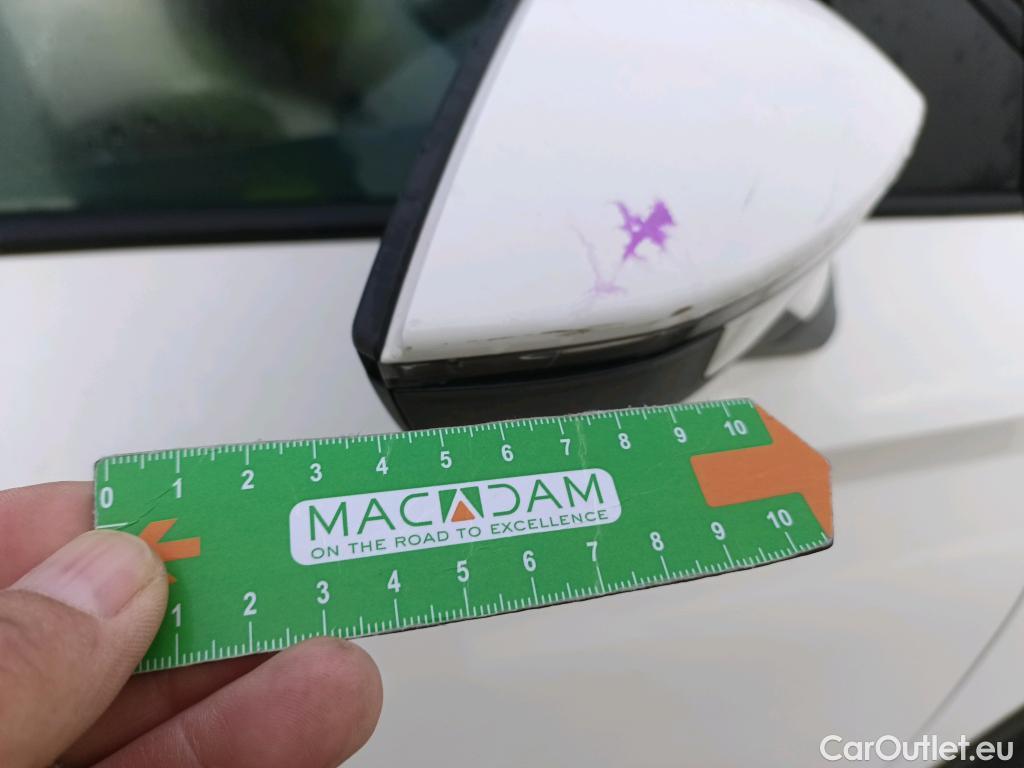 0 1 2 3 4 5 6 7 8 9 10
MACADAM
ON THE ROAD TO EXCELLENCE
1 2 3 4 5 6 7 8 9 10
CarOutlet.eu